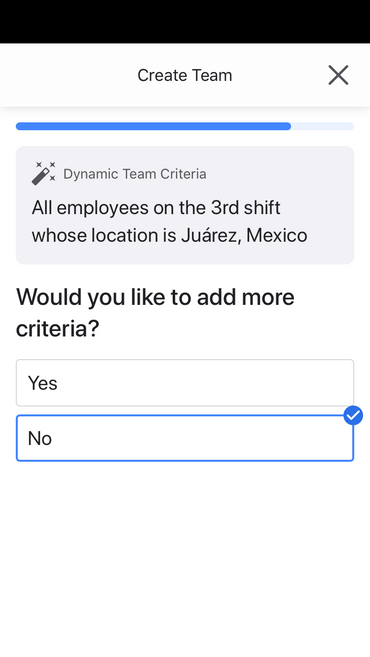 Create Team
Dynamic Team Criteria
All employees on the 3rd shift
whose location is Juárez, Mexico
Would you like to add more
criteria?
Yes
No